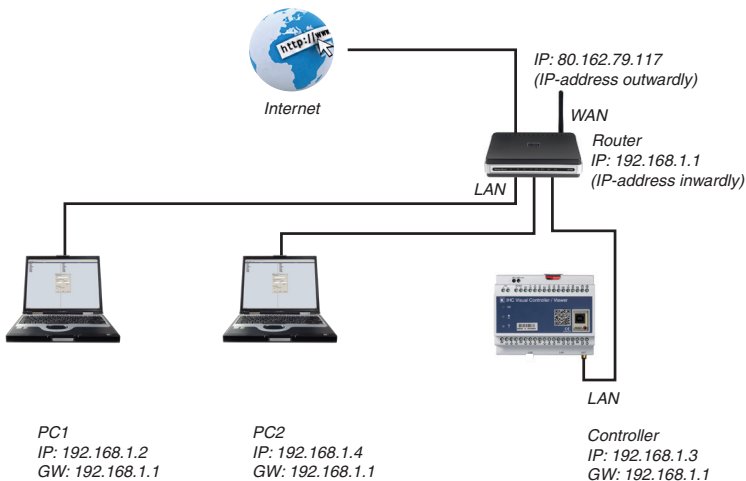 http://www
IP: 80.162.79.117
(IP-address outwardly)
Internet
WAN
Router
IP: 192.168.1.1
(IP-address inwardly)
LAN
IHC Visual Controller / Viewer
LAN
PC1
IP: 192.168.1.2
GW: 192.168.1.1
PC2
IP: 192.168.1.4
GW: 192.168.1.1
Controller
IP: 192.168.1.3
GW: 192.168.1.1